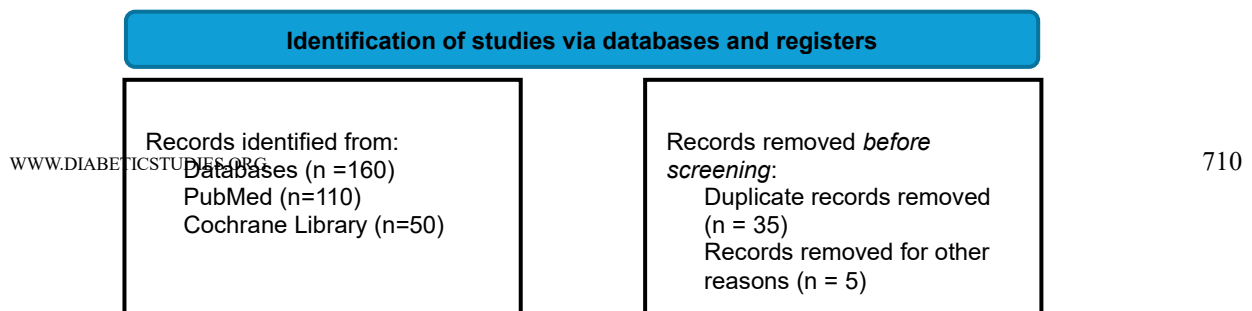 Identification of studies via databases and registers
Records identified from:
Databases (n =160)
PubMed (n=110)
Cochrane Library (n=50)
Records removed before
screening:
Duplicate records removed
(n = 35)
Records removed for other
reasons (n = 5)
WWW.DIABETICSTUDIES.ORG
710